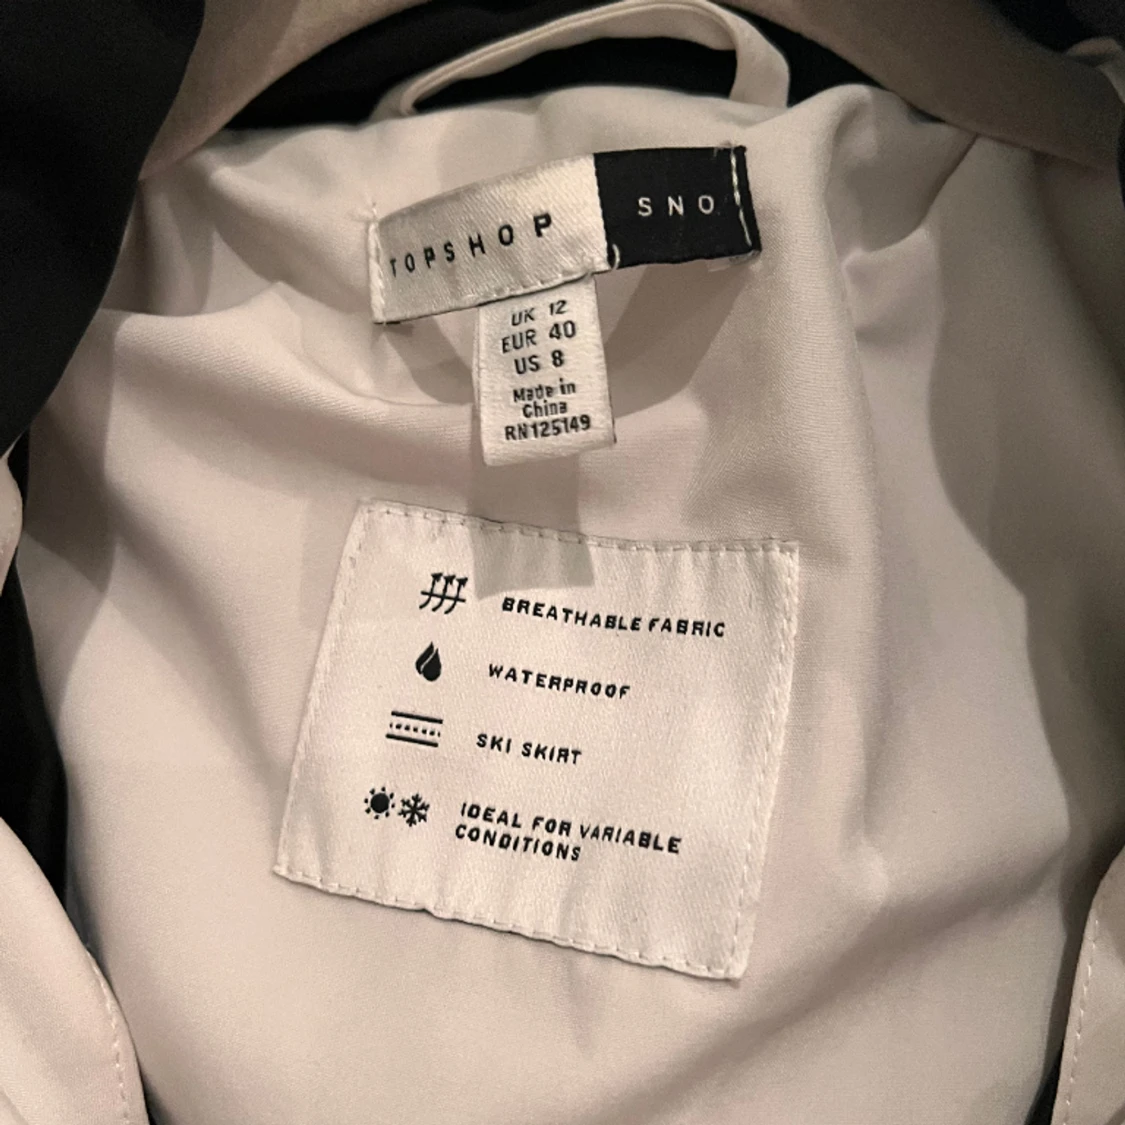 TOPSHOP SNO
UK 12
EUR 40
US 8
Made in
China
RN125149
BREATHABLE FABRIC
WATERPROOF
SKI SKIRT
IDEAL FOR VARIABLE
CONDITIONS